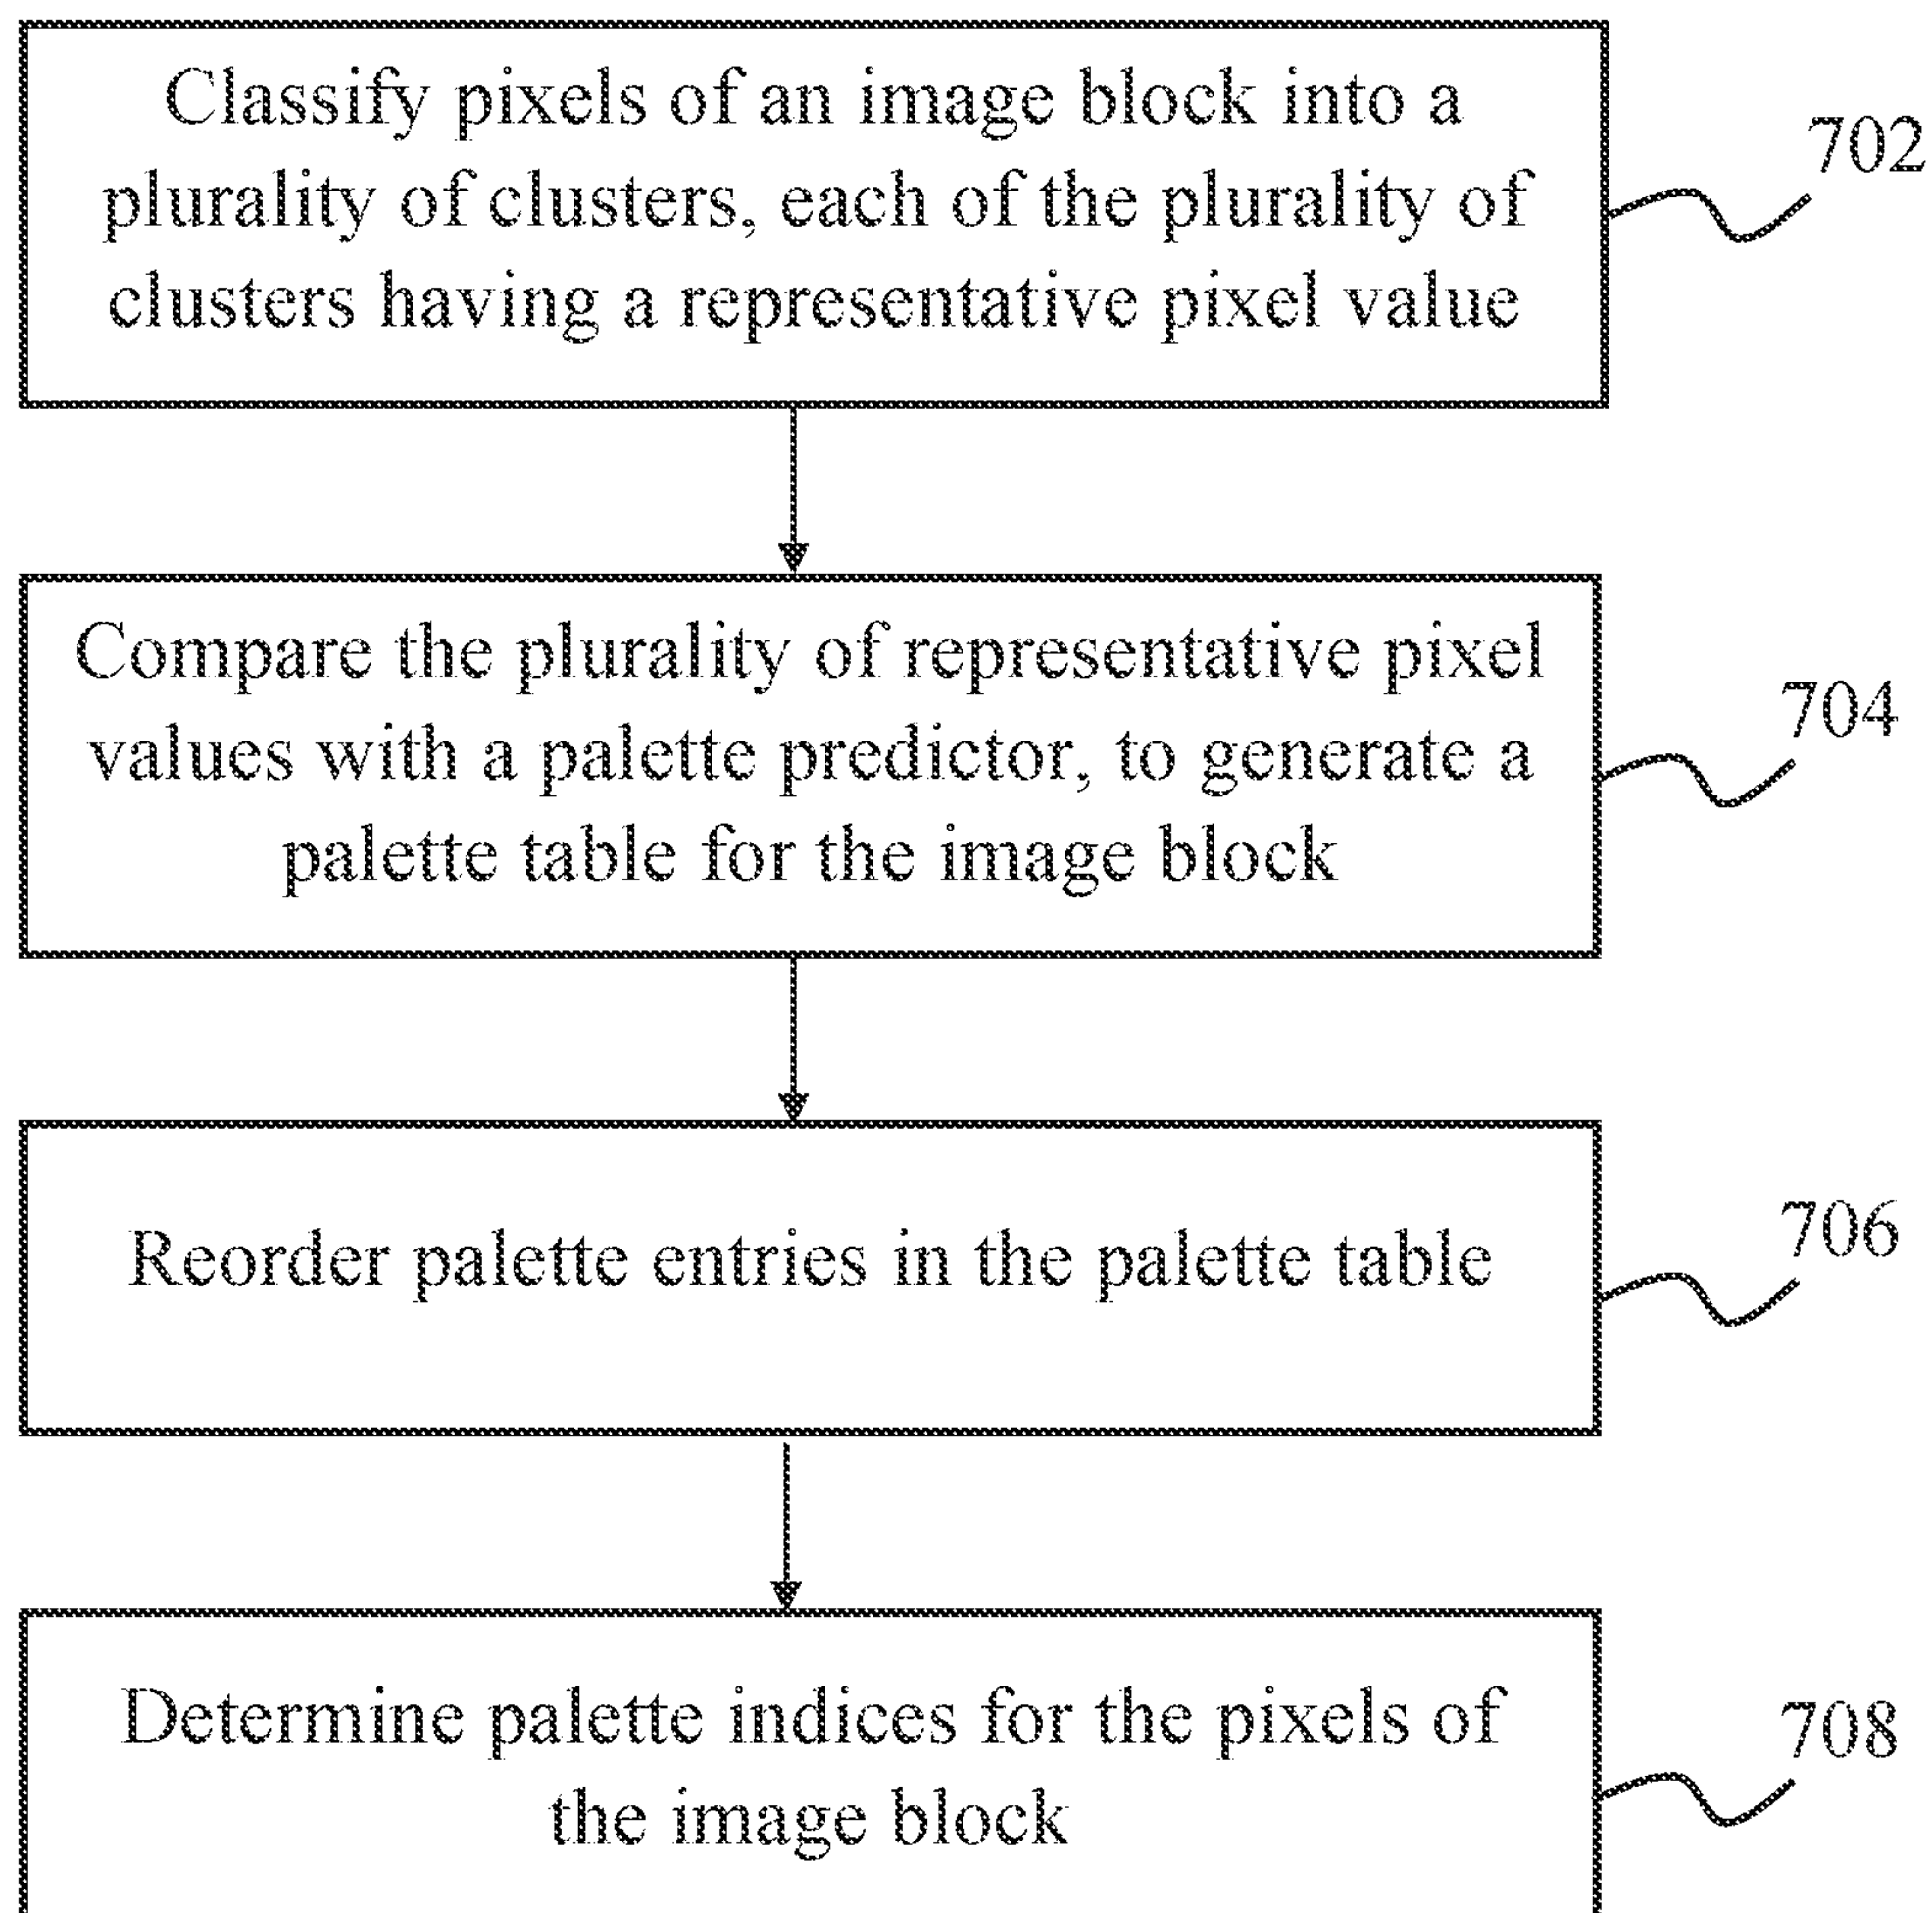 Classify pixels of an image block into a
plurality of clusters, each of the plurality of
clusters having a representative pixel value
702
Compare the plurality of representative pixel
values with a palette predictor, to generate a
palette table for the image block
704
Reorder palette entries in the palette table
706
Determine palette indices for the pixels of
the image block
708